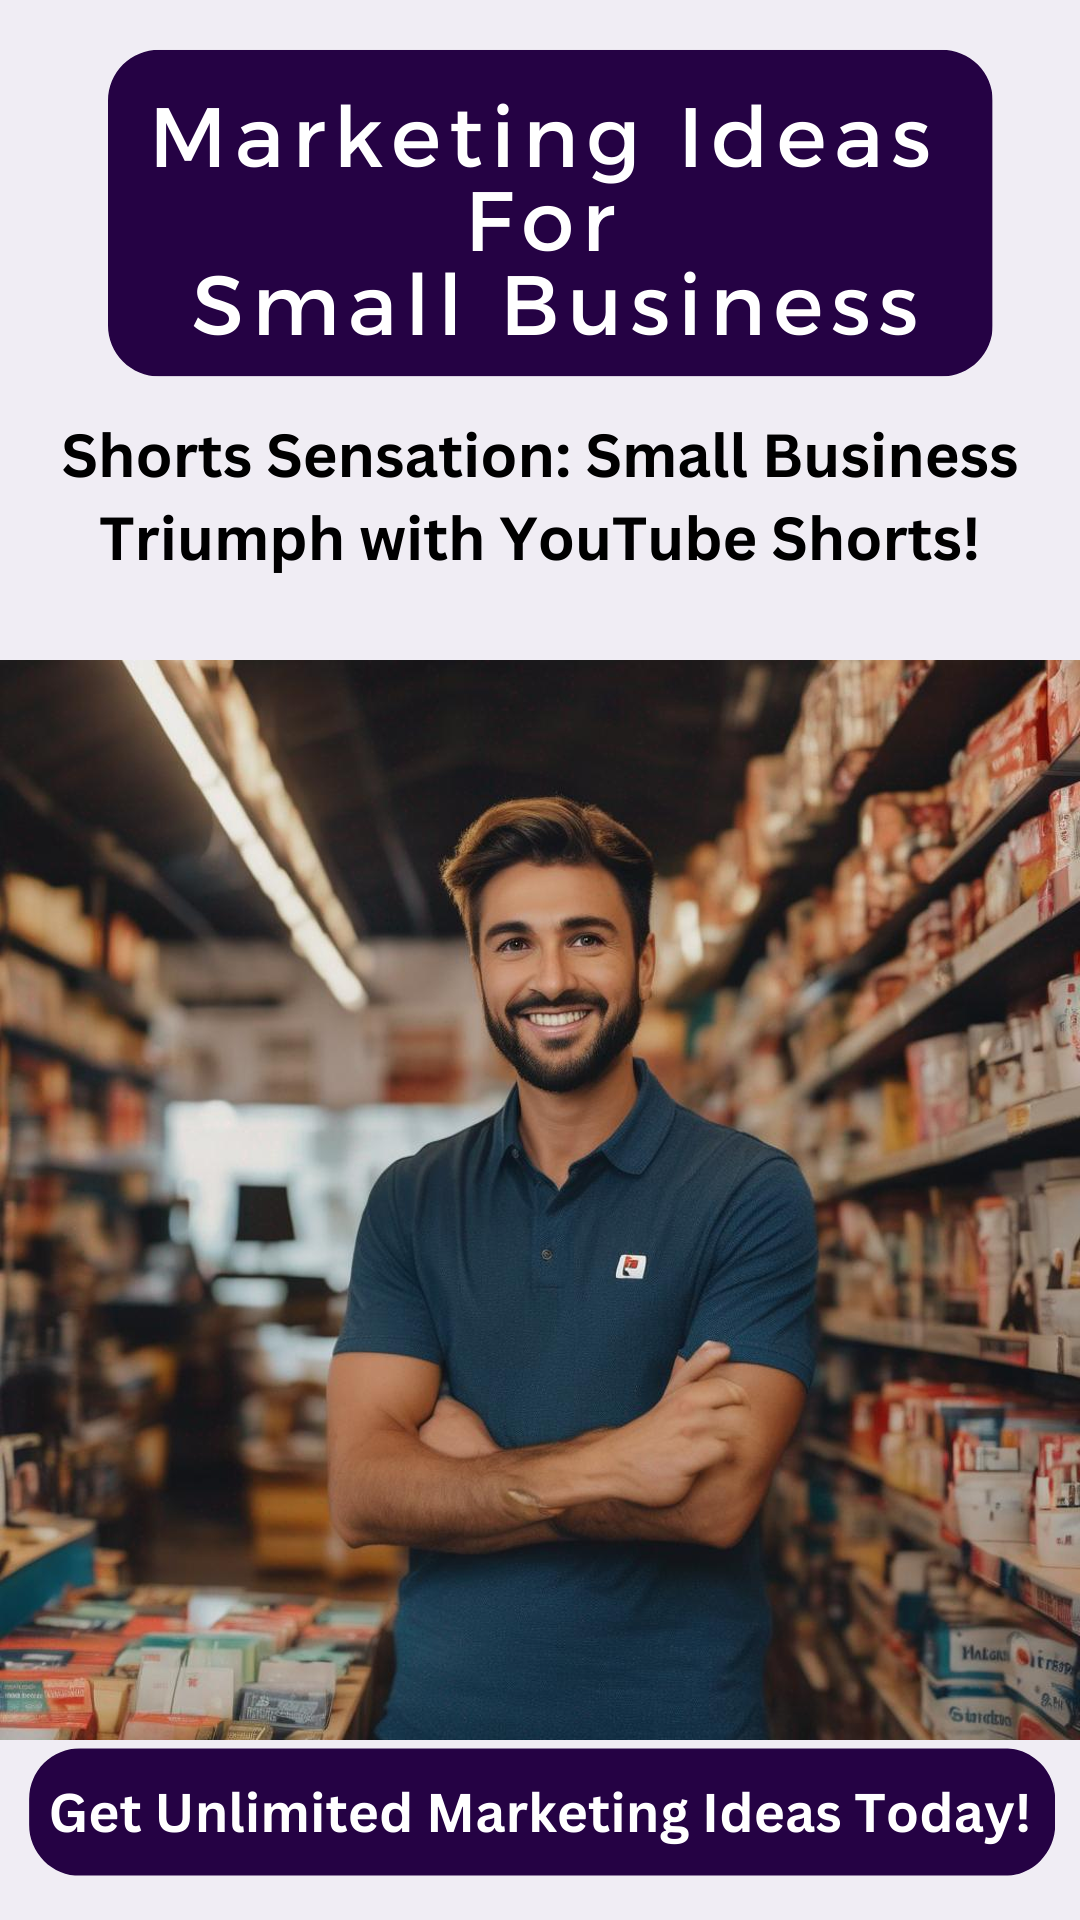 Marketing Ideas
For
Small Business
Shorts Sensation: Small Business
Triumph with YouTube Shorts!
Get Unlimited Marketing Ideas Today!